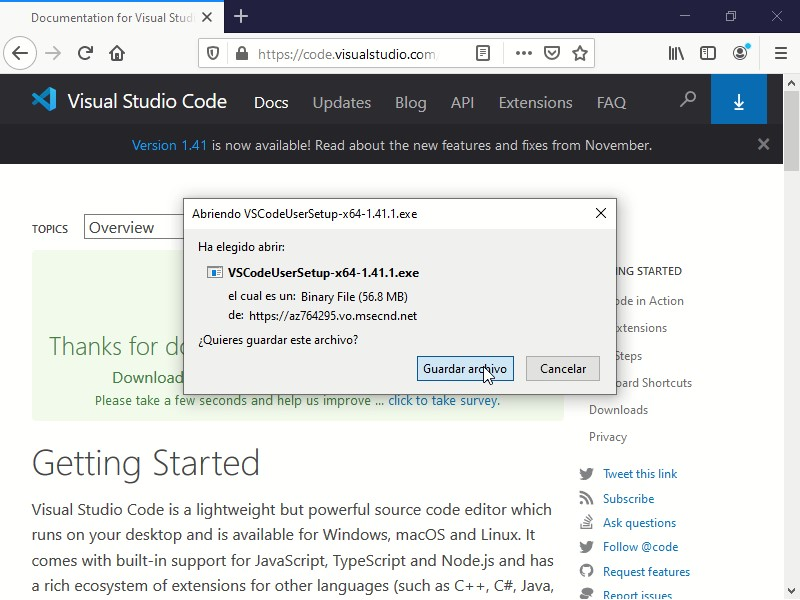 Documentation for Visual Stud
https://code.visualstudio.com
Visual Studio Code
Docs
Updates
Blog
API
Extensions
FAQ
Version 1.41 is now available! Read about the new features and fixes from November.
TOPICS
Overview
Thanks for do
Download
Please take a few seconds and help us improve ... click to take survey.
Abriendo VSCodeUserSetup-x64-1.41.1.exe
Ha elegido abrir:
VSCodeUserSetup-x64-1.41.1.exe
el cual es un: Binary File (56.8 MB)
de: https://az764295.vo.msecnd.net
¿Quieres guardar este archivo?
Guardar archivo
Cancelar
NG STARTED
de in Action
xtensions
Steps
oard Shortcuts
Downloads
Privacy
Tweet this link
Subscribe
Ask questions
Follow @code
Request features
Report issues
Getting Started
Visual Studio Code is a lightweight but powerful source code editor which
runs on your desktop and is available for Windows, macOS and Linux. It
comes with built-in support for JavaScript, TypeScript and Node.js and has
a rich ecosystem of extensions for other languages (such as C++, C#, Java,